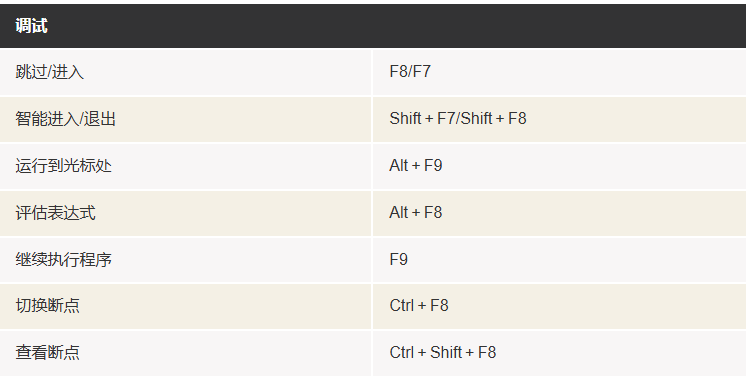 调试
跳过/进入 F8/F7
智能进入/退出 Shift + F7/Shift + F8
运行到光标处 Alt + F9
评估表达式 Alt + F8
继续执行程序 F9
切换断点 Ctrl + F8
查看断点 Ctrl + Shift + F8